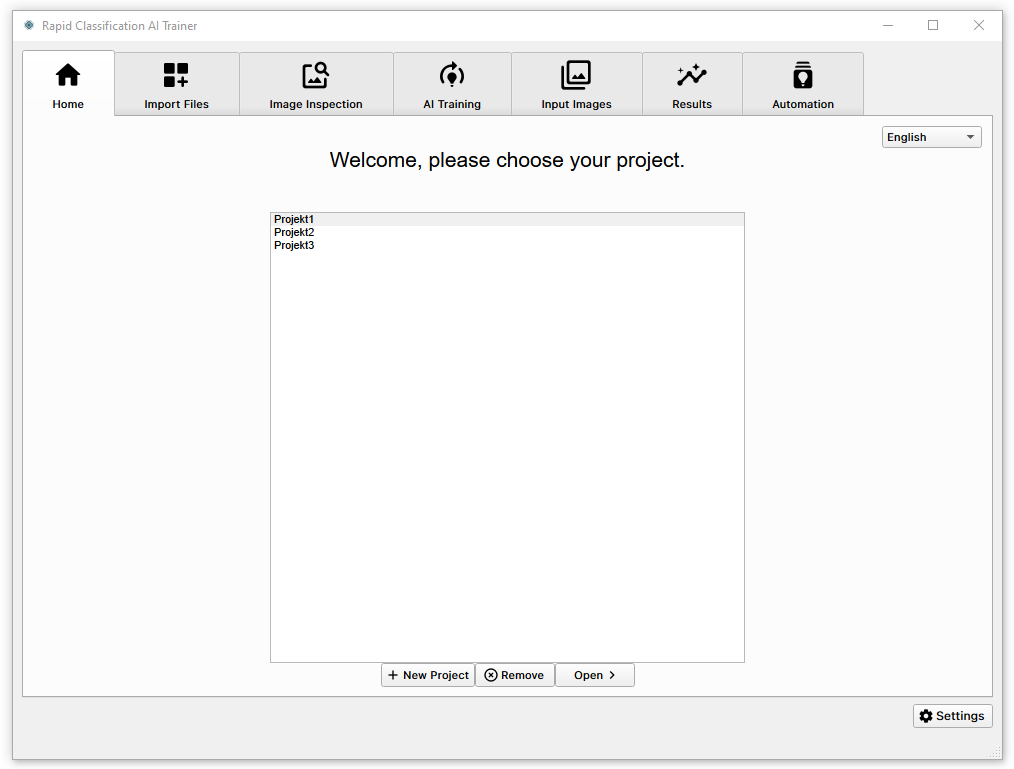 Rapid Classification AI Trainer
Home
Import Files
Image Inspection
AI Training
Input Images
Results
Automation
English
Welcome, please choose your project.
Projekt1
Projekt2
Projekt3
New Project
Remove
Open
Settings